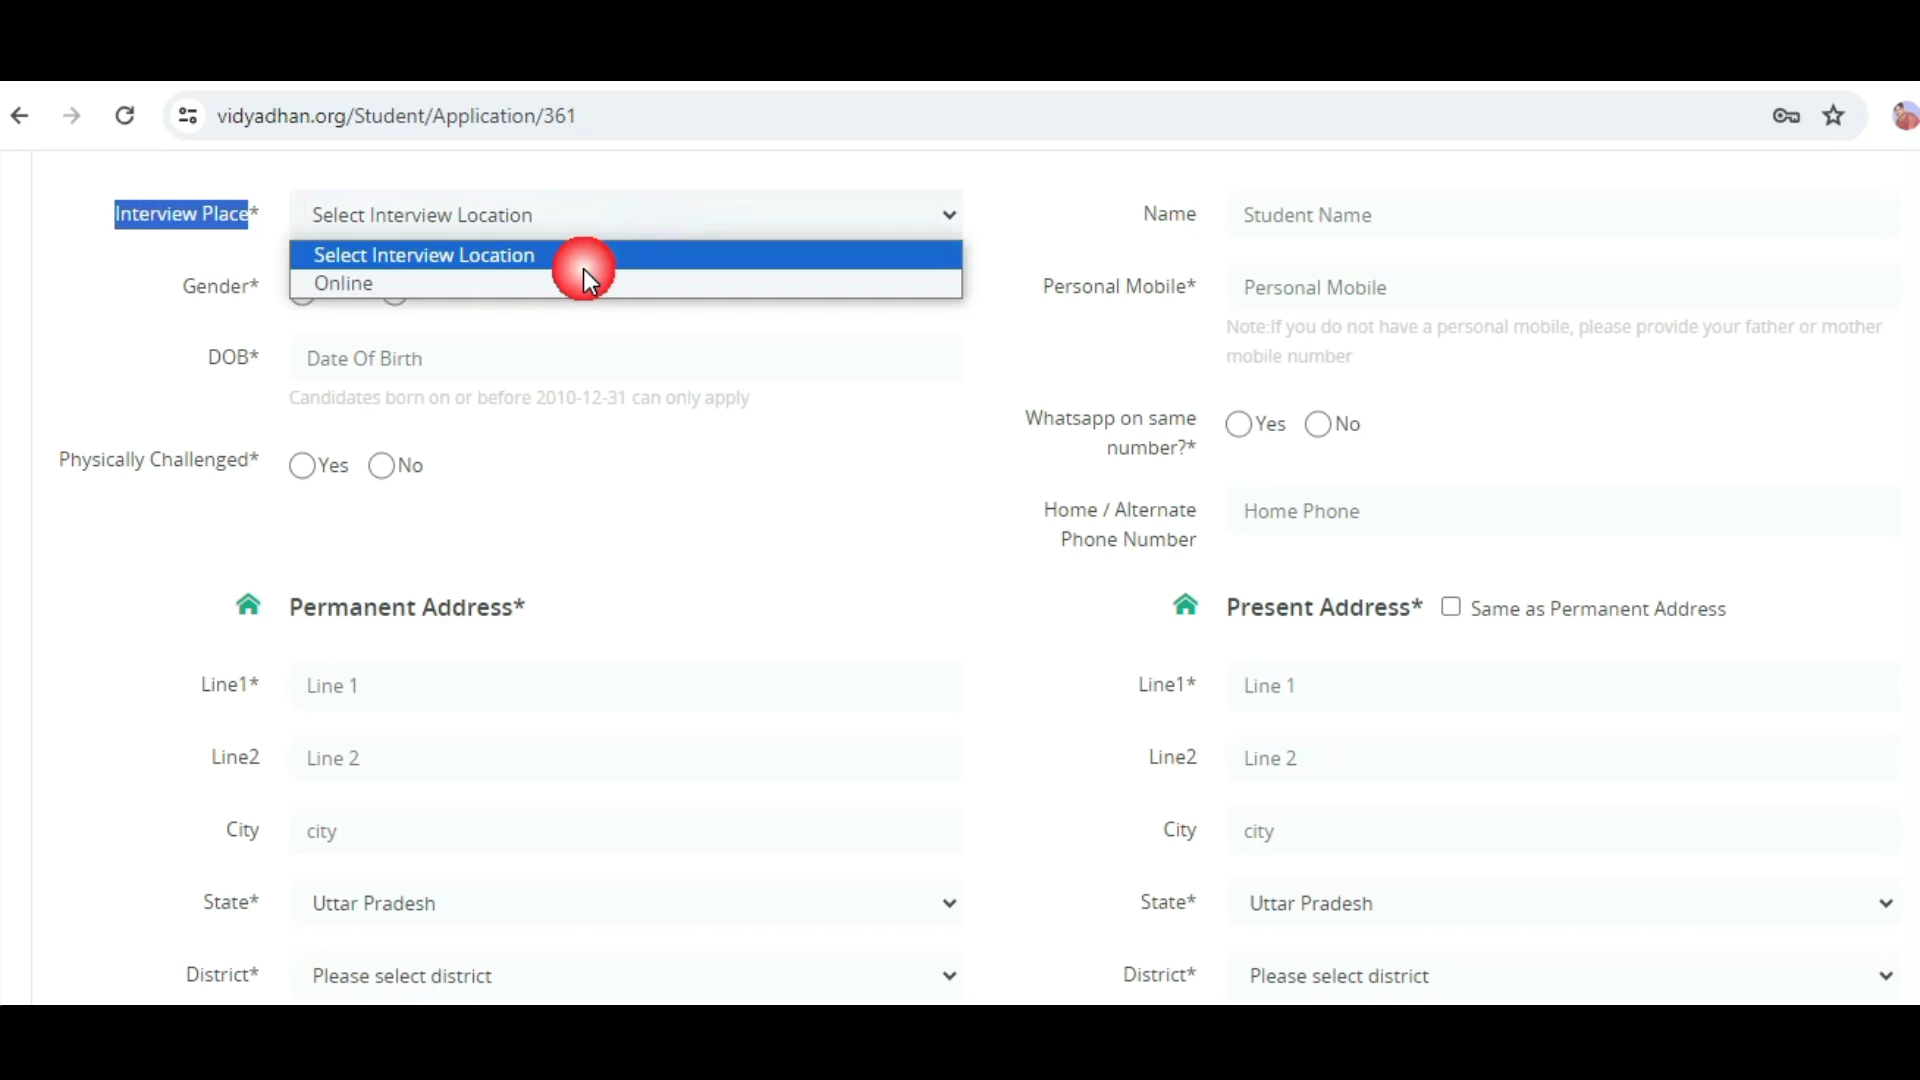 vidyadhan.org/Student/Application/361
Interview Place*
Select Interview Location
Select Interview Location
Online
Gender*
DOB*
Date Of Birth
Candidates born on or before 2010-12-31 can only apply
Physically Challenged*
Yes
No
Name
Student Name
Personal Mobile*
Personal Mobile
Note:If you do not have a personal mobile, please provide your father or mother
mobile number
Whatsapp on same
number?*
Yes
No
Home / Alternate
Phone Number
Home Phone
Permanent Address*
Line1*
Line 1
Line2
Line 2
City
city
State*
Uttar Pradesh
District*
Please select district
Present Address*
Same as Permanent Address
Line1*
Line 1
Line2
Line 2
City
city
State*
Uttar Pradesh
District*
Please select district